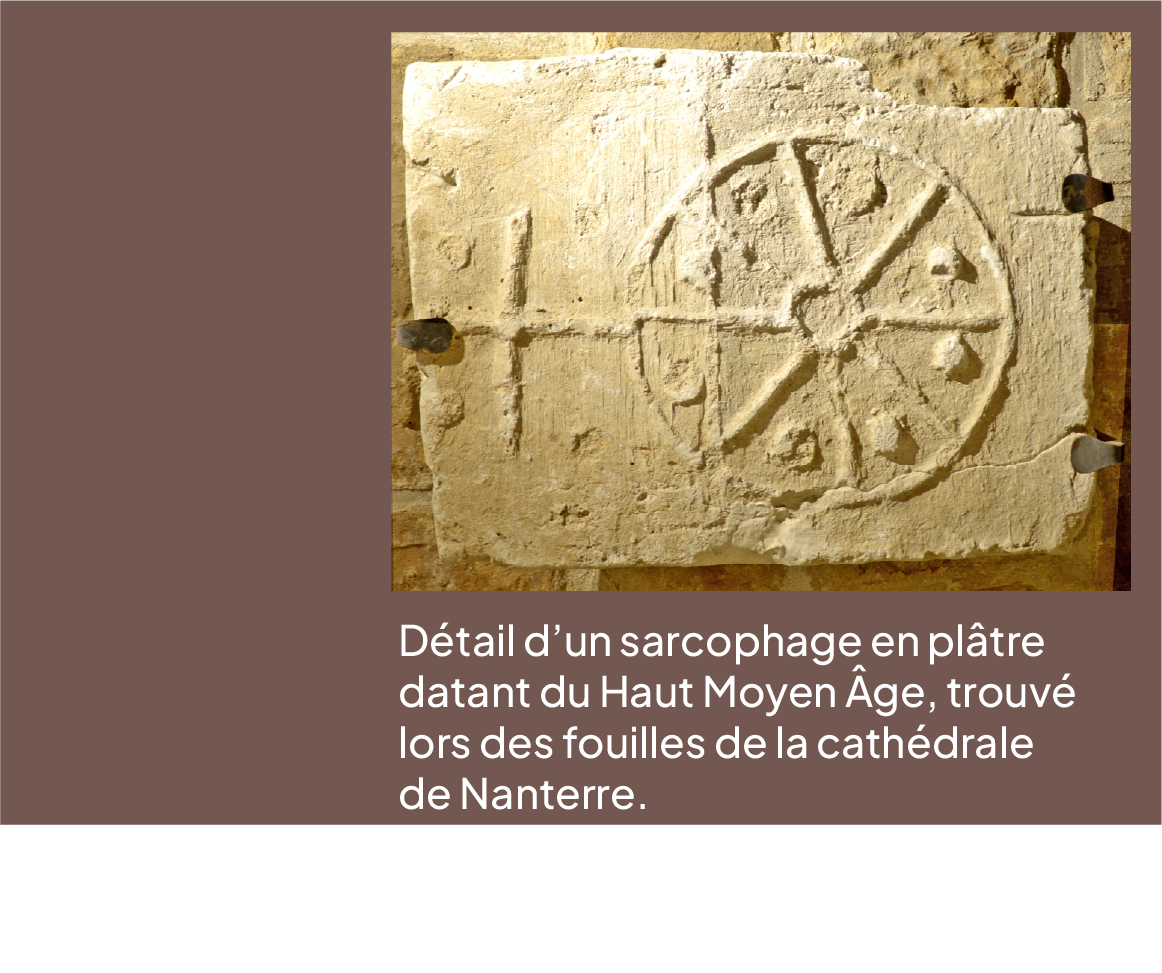 Détail d’un sarcophage en plâtre
datant du Haut Moyen Âge, trouvé
lors des fouilles de la cathédrale
de Nanterre.